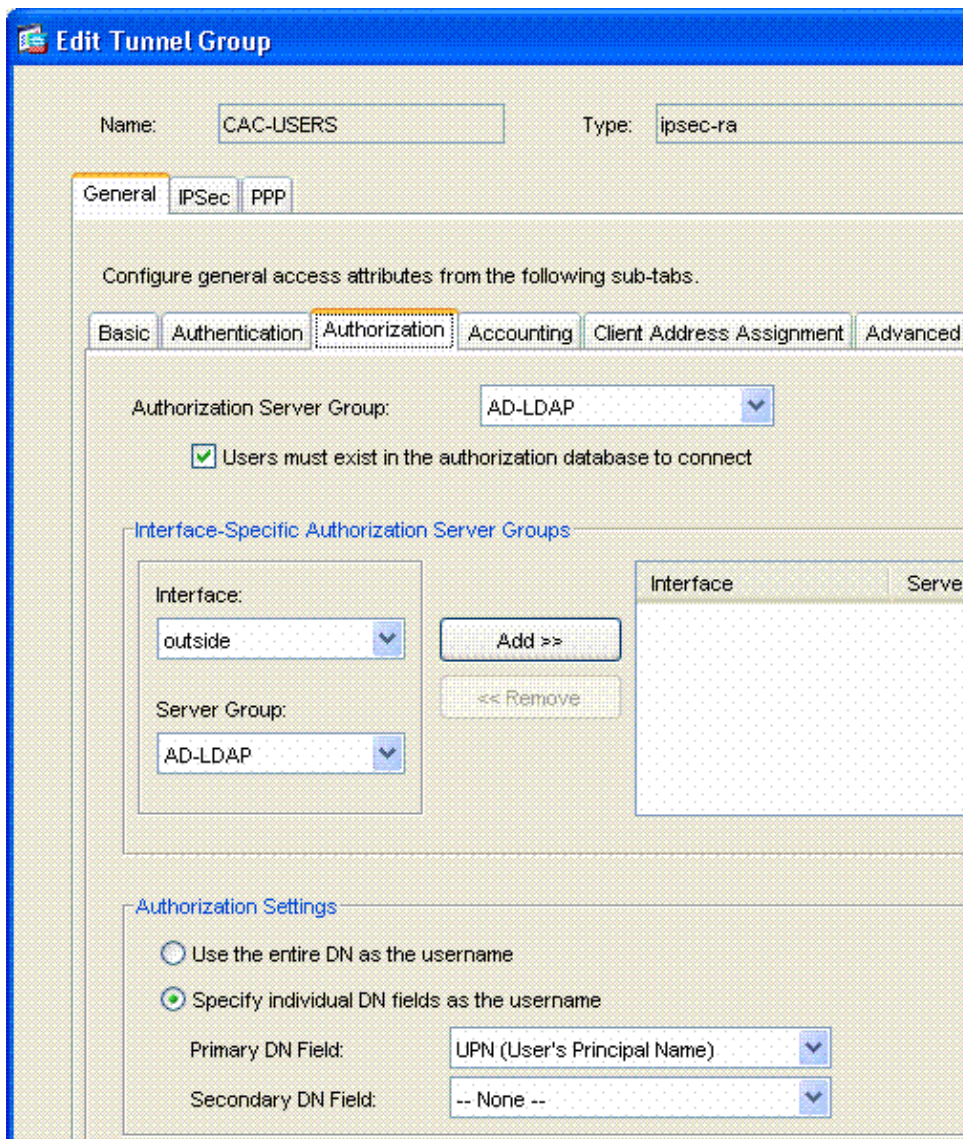 Edit Tunnel Group
Name: CAC-USERS Type: ipsec-ra
General IPSec PPP
Configure general access attributes from the following sub-tabs.
Basic Authentication Authorization Accounting Client Address Assignment Advanced
Authorization Server Group: AD-LDAP
Users must exist in the authorization database to connect
Interface-Specific Authorization Server Groups
Interface:
outside
Server Group:
AD-LDAP
Add >>
<< Remove
Interface Serve
Authorization Settings
Use the entire DN as the username
Specify individual DN fields as the username
Primary DN Field: UPN (User's Principal Name)
Secondary DN Field: -- None --